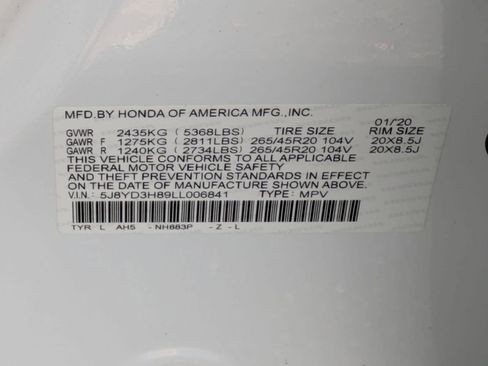 MFD.BY HONDA OF AMERICA MFG.,INC.
01/'20
GVWR 2435KG ( 5368LBS) TIRE SIZE RIM SIZE
GAWR F 1275KG ( 2811LBS) 265/45R20 104V 20X8.5J
GAWR R 1240KG ( 2734LBS) 265/45R20 104V 20X8.5J
THIS VEHICLE CONFORMS TO ALL APPLICABLE
FEDERAL MOTOR VEHICLE SAFETY
AND THEFT PREVENTION STANDARDS IN EFFECT
ON THE DATE OF MANUFACTURE SHOWN ABOVE.
V.I.N.: 5J8YD3H89LL006841 TYPE: MPV
TYR L AH5 - NH883P - Z - L